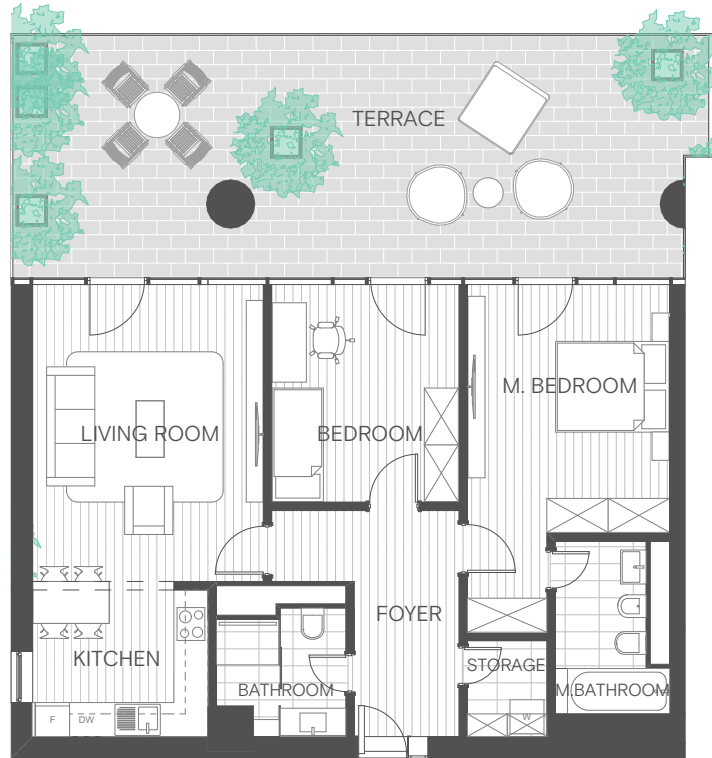 TERRACE
M. BEDROOM
LIVING ROOM
BEDROOM
FOYER
KITCHEN
STORAGE
BATHROOM
M.BATHROOM
F
DW
W